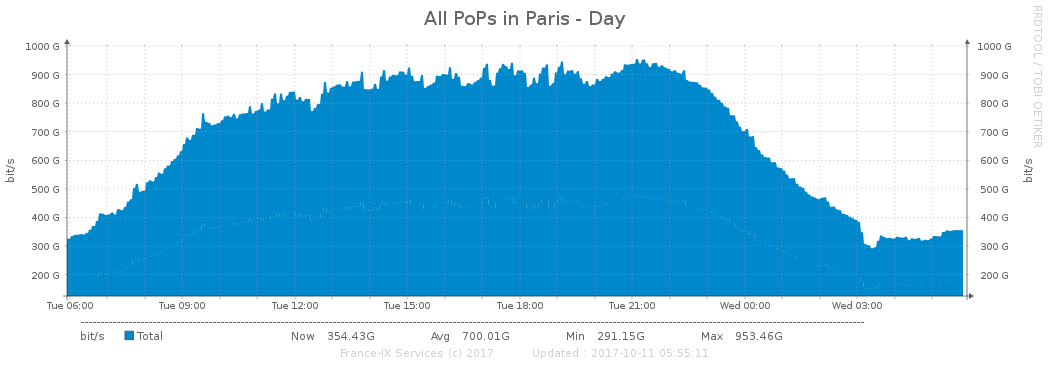 All PoPs in Paris - Day
RRDTOOL / TOBI OETIKER
1000 G 1000 G
900 G 900 G
800 G 800 G
700 G 700 G
600 G 600 G
500 G 500 G
400 G 400 G
300 G 300 G
200 G 200 G
bit/s bit/s
Tue 06:00 Tue 09:00 Tue 12:00 Tue 15:00 Tue 18:00 Tue 21:00 Wed 00:00 Wed 03:00
bit/s Total Now 354.43G Avg 700.01G Min 291.15G Max 953.46G
France-IX Services (c) 2017 Updated : 2017-10-11 05:55:11